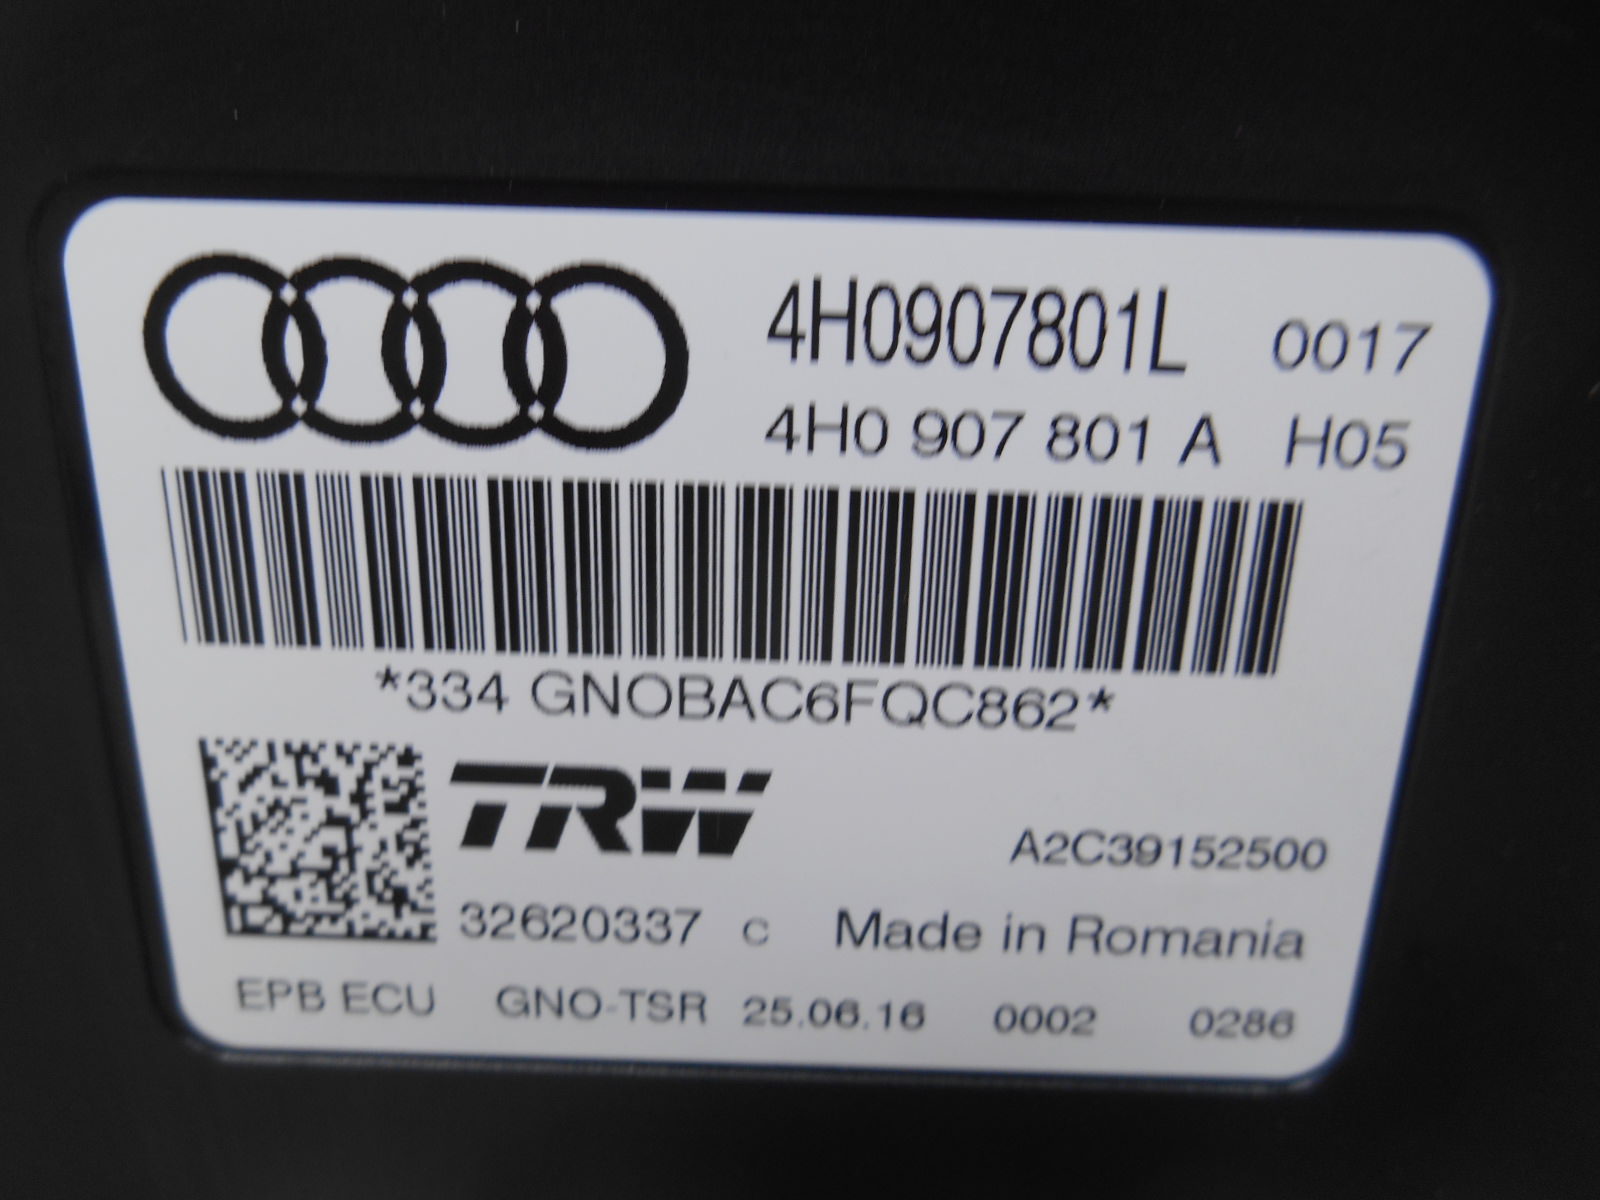 4H0907801L 0017
4H0 907 801 A H05
*334 GNOBAC6FQC862*
TRW
A2C39152500
32620337 C Made in Romania
EPB ECU GNO-TSR 25.06.16 0002 0286